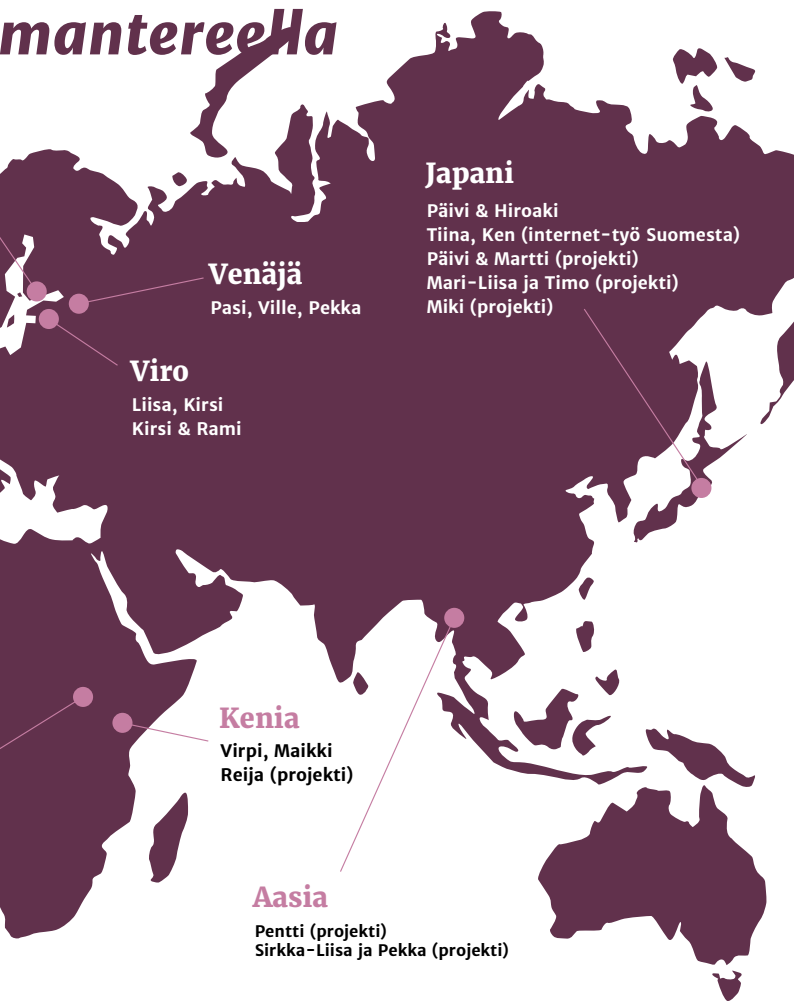 mantereella
Japani
Päivi & Hiroaki
Tiina, Ken (internet-työ Suomesta)
Päivi & Martti (projekti)
Mari-Liisa ja Timo (projekti)
Miki (projekti)
Venäjä
Pasi, Ville, Pekka
Viro
Liisa, Kirsi
Kirsi & Rami
Kenia
Virpi, Maikki
Reija (projekti)
Aasia
Pentti (projekti)
Sirkka-Liisa ja Pekka (projekti)